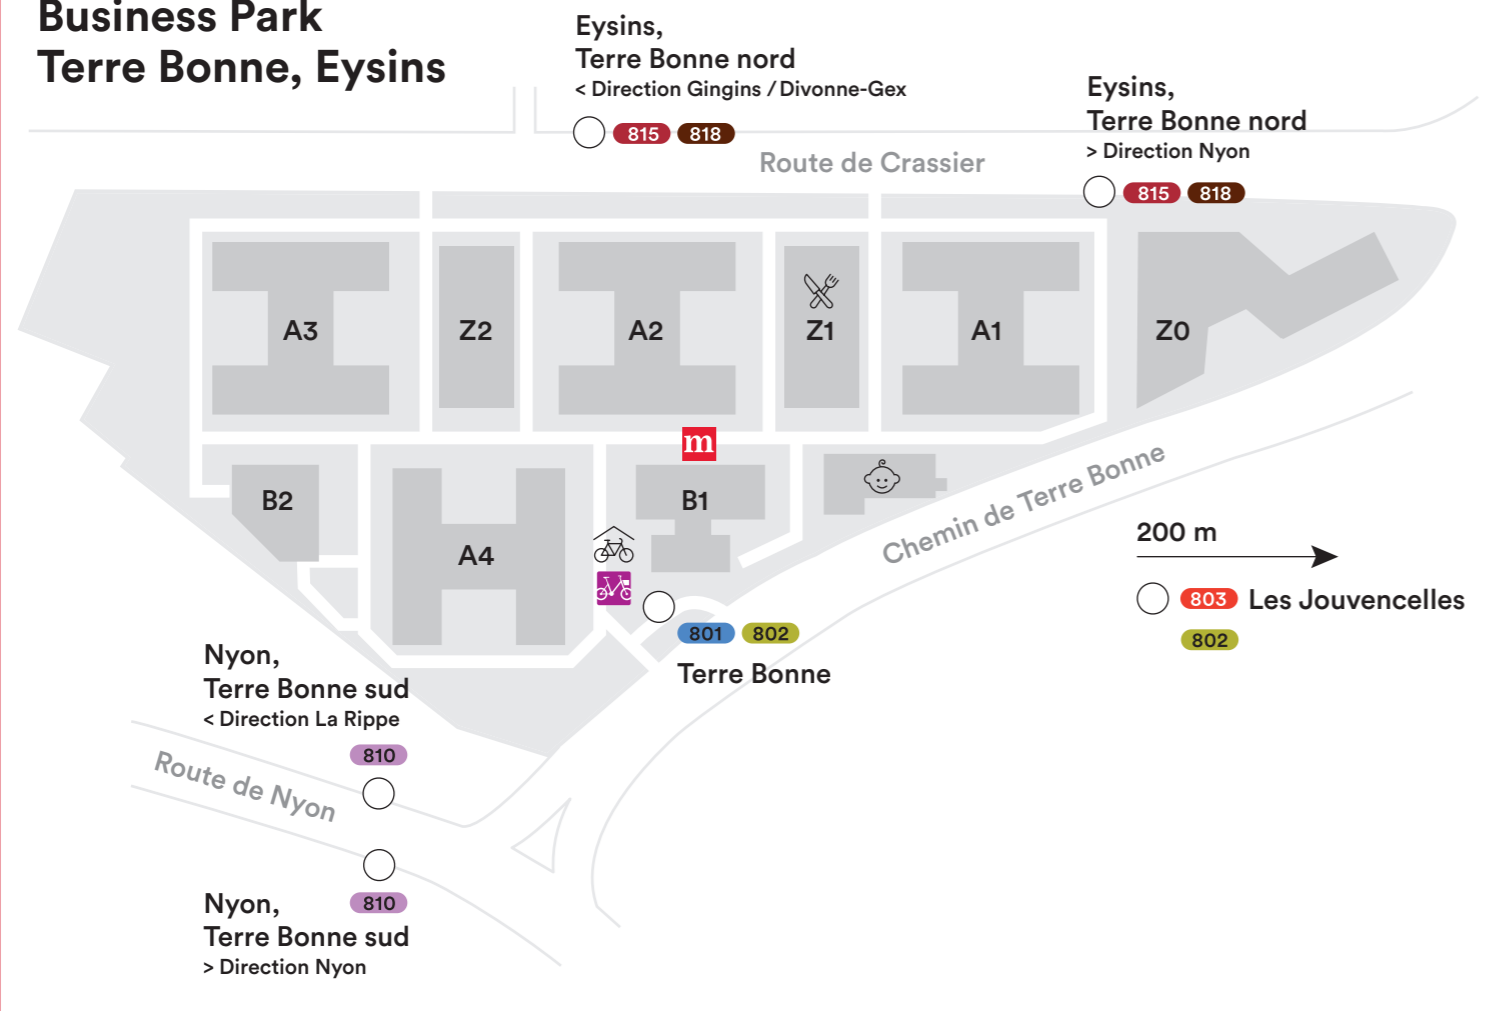 Business Park
Terre Bonne, Eysins
Eysins,
Terre Bonne nord
< Direction Gingins / Divonne-Gex
815 818
Eysins,
Terre Bonne nord
> Direction Nyon
815 818
Route de Crassier
A3 Z2 A2 Z1 A1 Z0
m
B2 A4 B1
Chemin de Terre Bonne
200 m
803 Les Jouvencelles
802
801 802
Terre Bonne
Nyon,
Terre Bonne sud
< Direction La Rippe
810
Route de Nyon
Nyon,
810
Terre Bonne sud
> Direction Nyon